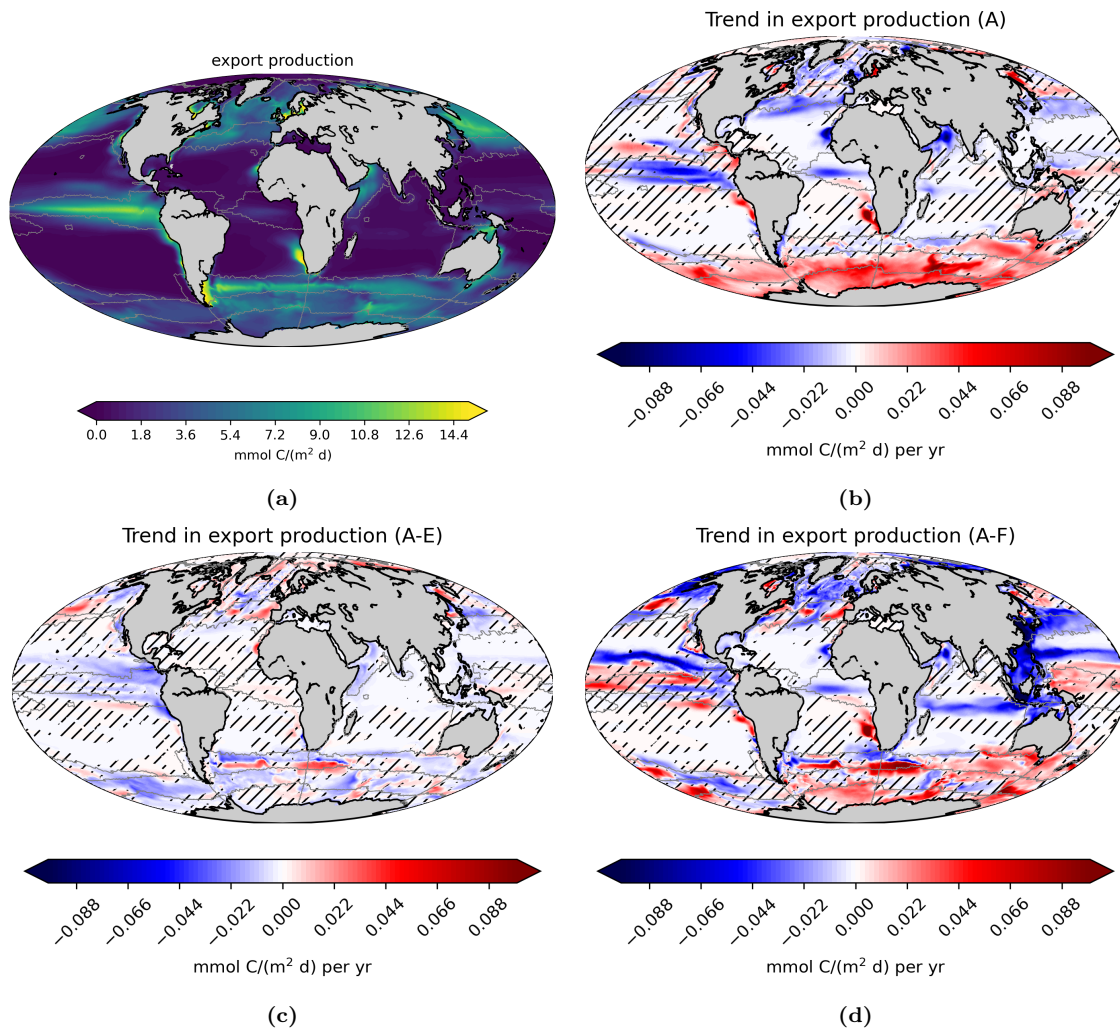 export production
0.0 1.8 3.6 5.4 7.2 9.0 10.8 12.6 14.4
mmol C/(m² d)
(a)
Trend in export production (A)
−0.088 −0.066 −0.044 −0.022 0.000 0.022 0.044 0.066 0.088
mmol C/(m² d) per yr
(b)
Trend in export production (A-E)
−0.088 −0.066 −0.044 −0.022 0.000 0.022 0.044 0.066 0.088
mmol C/(m² d) per yr
(c)
Trend in export production (A-F)
−0.088 −0.066 −0.044 −0.022 0.000 0.022 0.044 0.066 0.088
mmol C/(m² d) per yr
(d)